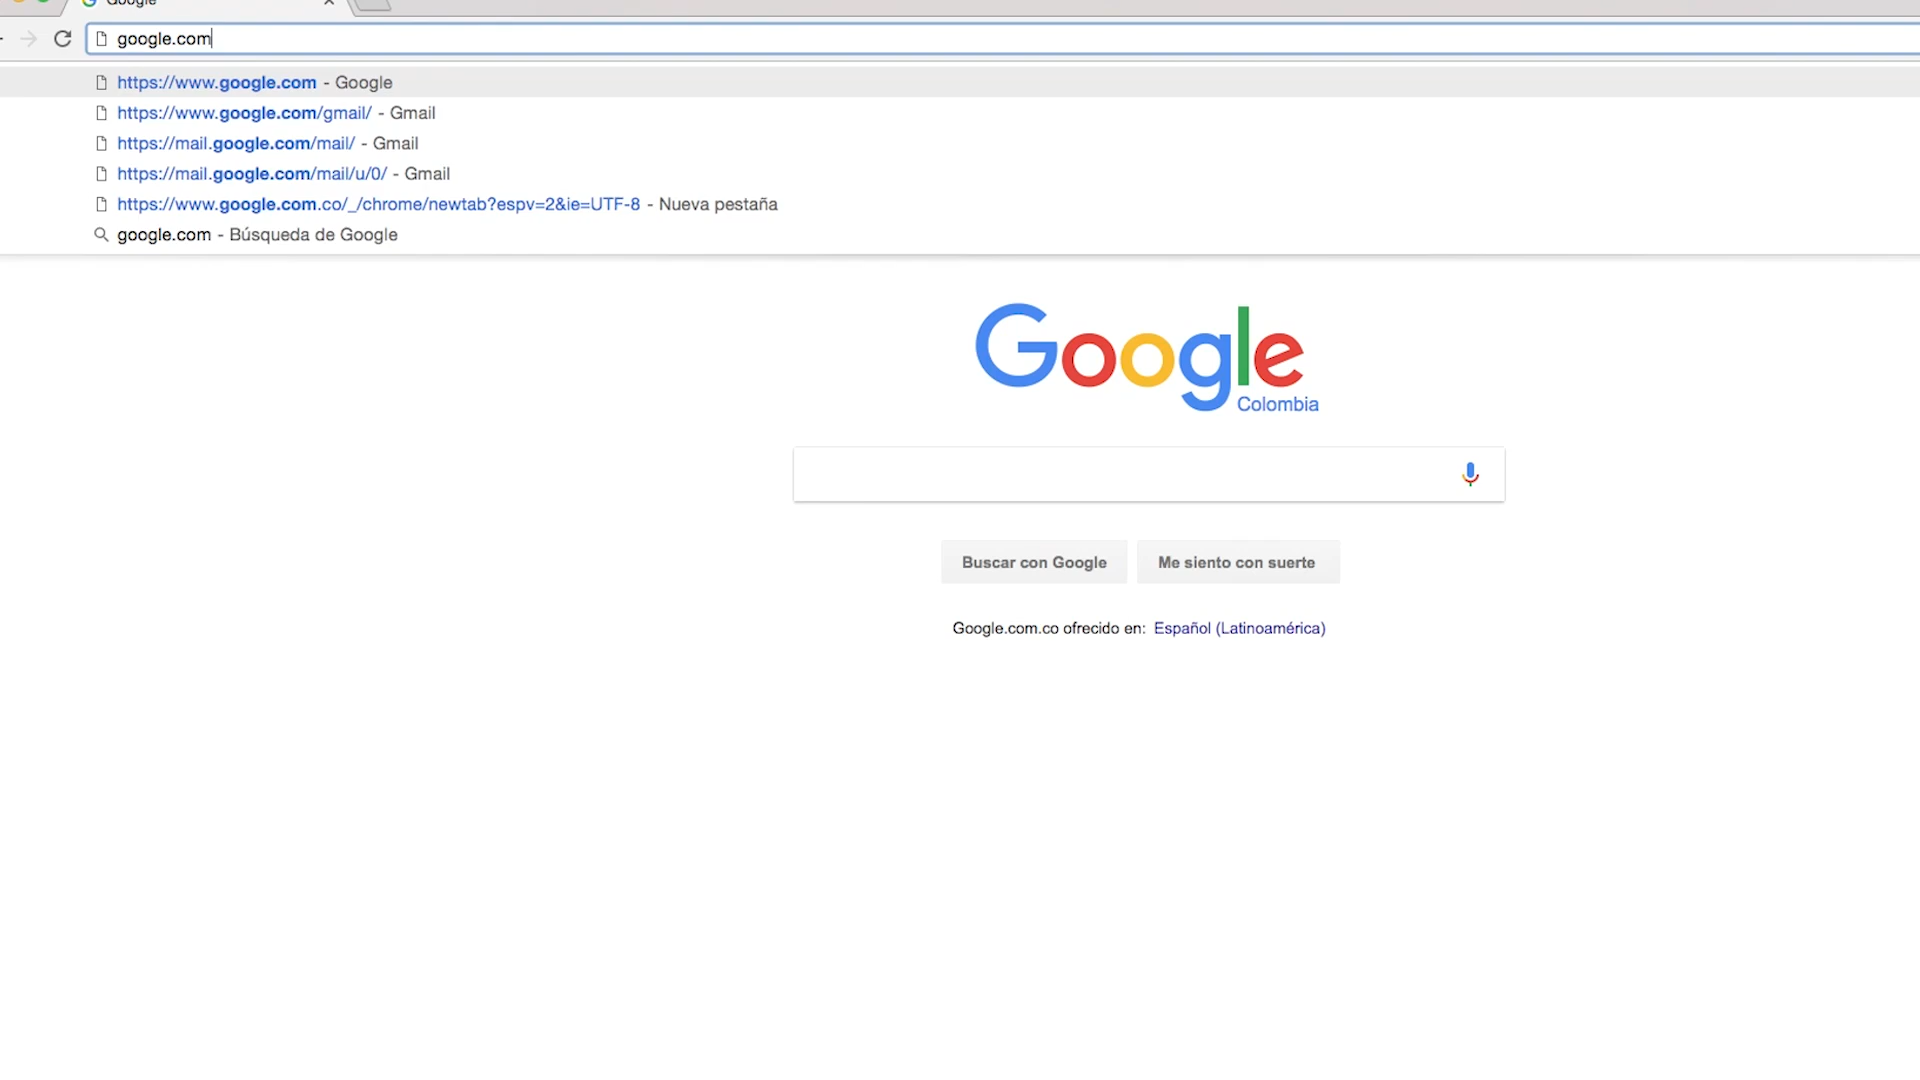 Google
google.com
https://www.google.com - Google
https://www.google.com/gmail/ - Gmail
https://mail.google.com/mail/ - Gmail
https://mail.google.com/mail/u/0/ - Gmail
https://www.google.com.co/_/chrome/newtab?espv=2&ie=UTF-8 - Nueva pestaña
google.com - Búsqueda de Google
Google
Colombia
Buscar con Google Me siento con suerte
Google.com.co ofrecido en: Español (Latinoamérica)